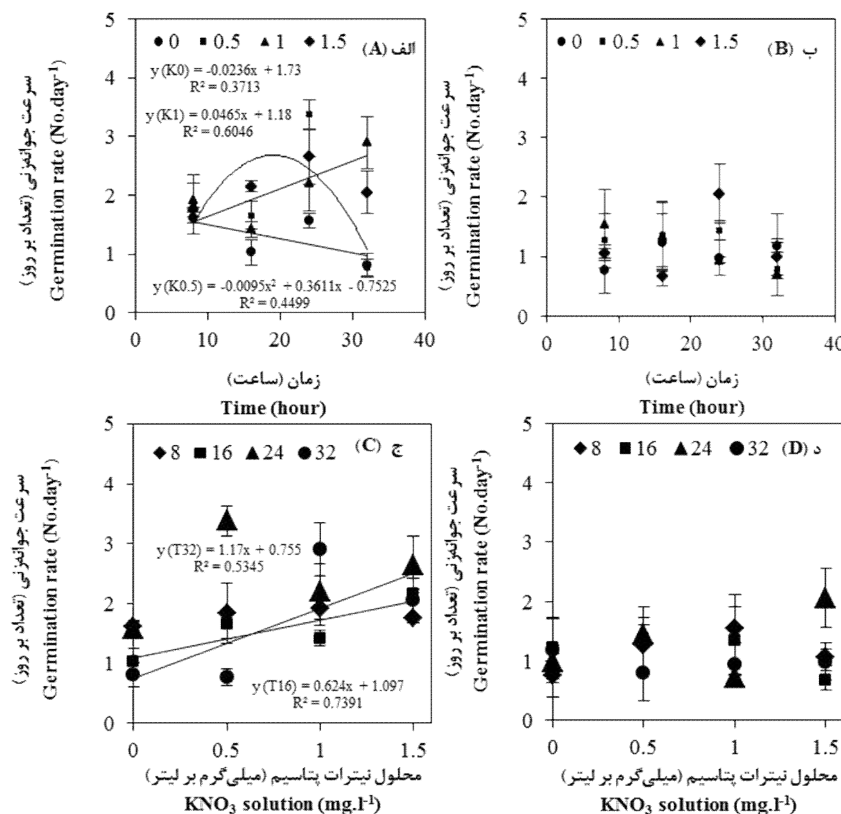 ● 0 ■ 0.5 ▲ 1 ◆ 1.5 (A) الف
y (K0) = -0.0236x + 1.73
R² = 0.3713
y (K1) = 0.0465x + 1.18
R² = 0.6046
y (K0.5) = -0.0095x² + 0.3611x - 0.7525
R² = 0.4499
سرعت جوانه‌زنی (تعداد بر روز)
Germination rate (No.day-1)
5
4
3
2
1
0
0 10 20 30 40
زمان (ساعت)
Time (hour)
● 0 ■ 0.5 ▲ 1 ◆ 1.5 (B) ب
سرعت جوانه‌زنی (تعداد بر روز)
Germination rate (No.day-1)
5
4
3
2
1
0
0 10 20 30 40
زمان (ساعت)
Time (hour)
◆ 8 ■ 16 ▲ 24 ● 32 (C) ج
y (T32) = 1.17x + 0.755
R² = 0.5345
y (T16) = 0.624x + 1.097
R² = 0.7391
سرعت جوانه‌زنی (تعداد بر روز)
Germination rate (No.day-1)
5
4
3
2
1
0
0 0.5 1 1.5
محلول نیترات پتاسیم (میلی‌گرم بر لیتر)
KNO₃ solution (mg.l-1)
◆ 8 ■ 16 ▲ 24 ● 32 (D) د
سرعت جوانه‌زنی (تعداد بر روز)
Germination rate (No.day-1)
5
4
3
2
1
0
0 0.5 1 1.5
محلول نیترات پتاسیم (میلی‌گرم بر لیتر)
KNO₃ solution (mg.l-1)